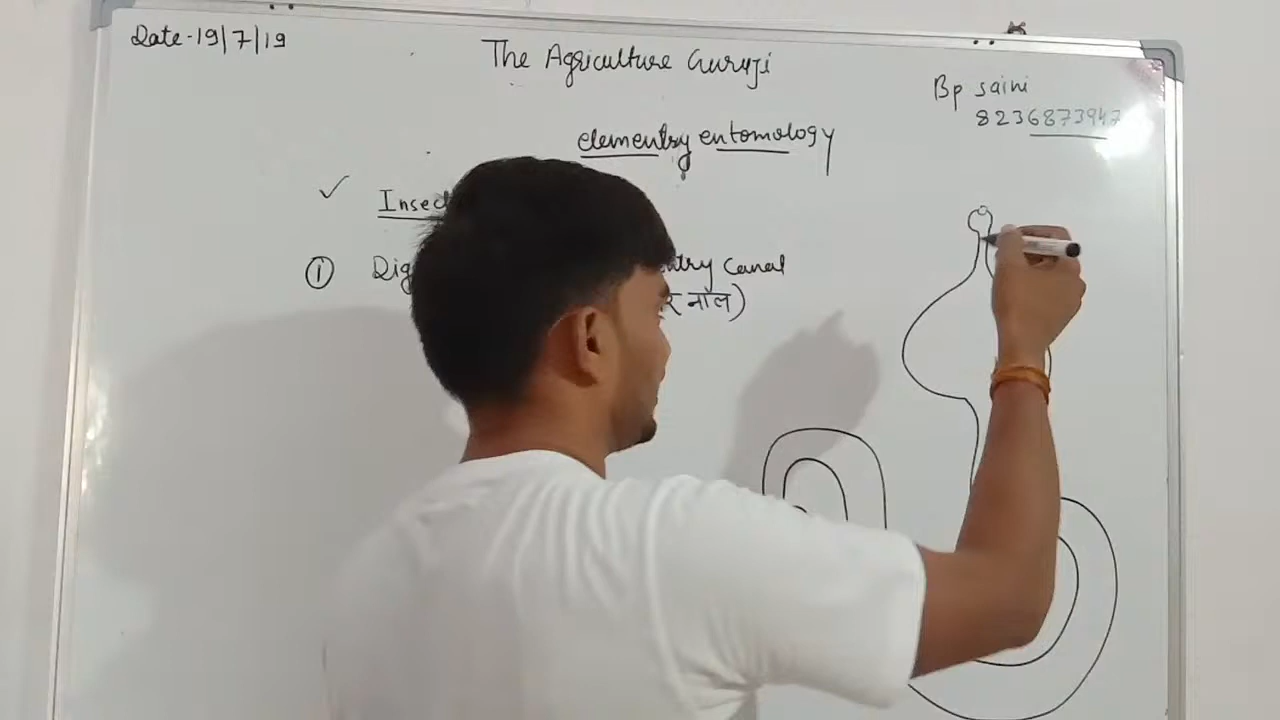 Date-19/7/19
The Agriculture Guruji
Bp saini
8236873947
elementry entomology
✓ Insec
① Dig ntry Canal
र नाल)